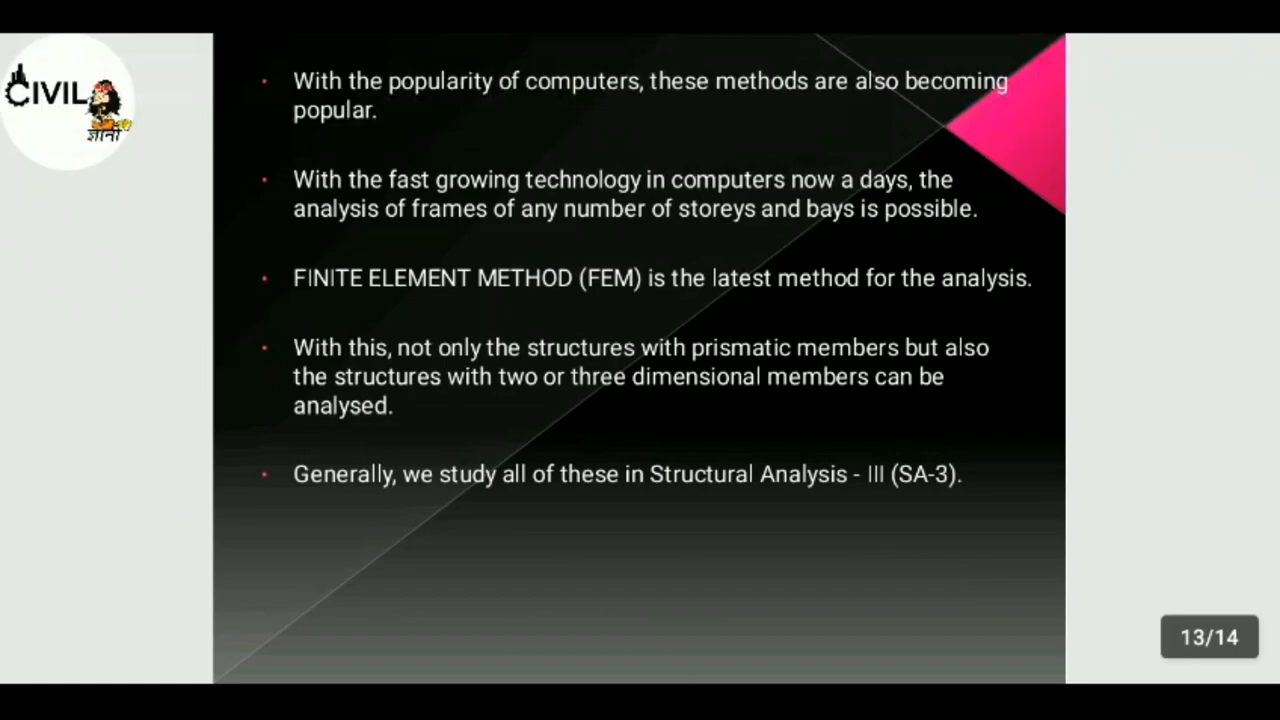 CIVIL
ज्ञानी
With the popularity of computers, these methods are also becoming
popular.
With the fast growing technology in computers now a days, the
analysis of frames of any number of storeys and bays is possible.
FINITE ELEMENT METHOD (FEM) is the latest method for the analysis.
With this, not only the structures with prismatic members but also
the structures with two or three dimensional members can be
analysed.
Generally, we study all of these in Structural Analysis - III (SA-3).
13/14